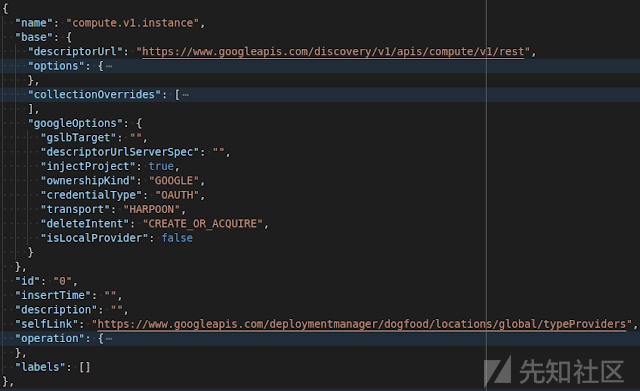 {
"name": "compute.v1.instance",
"base": {
"descriptorUrl": "https://www.googleapis.com/discovery/v1/apis/compute/v1/rest",
"options": {⋯
},
"collectionOverrides": [⋯
],
"googleOptions": {
"gslbTarget": "",
"descriptorUrlServerSpec": "",
"injectProject": true,
"ownershipKind": "GOOGLE",
"credentialType": "OAUTH",
"transport": "HARPOON",
"deleteIntent": "CREATE_OR_ACQUIRE",
"isLocalProvider": false
}
},
"id": "0",
"insertTime": "",
"description": "",
"selfLink": "https://www.googleapis.com/deploymentmanager/dogfood/locations/global/typeProviders",
"operation": {⋯
},
"labels": []
},
先知社区